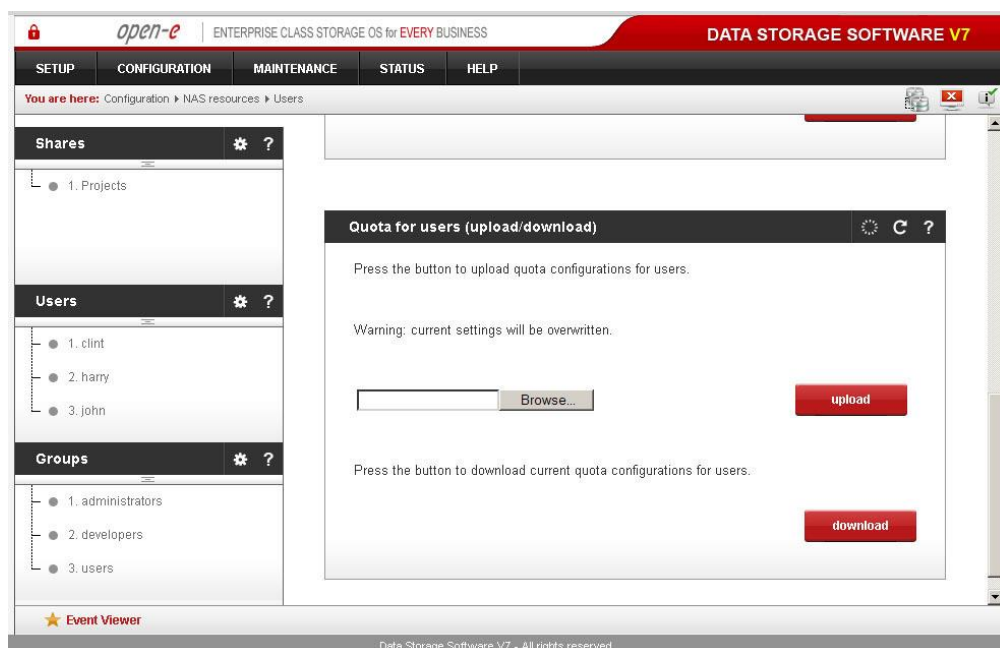 open-e ENTERPRISE CLASS STORAGE OS for EVERY BUSINESS DATA STORAGE SOFTWARE V7
SETUP CONFIGURATION MAINTENANCE STATUS HELP
You are here: Configuration NAS resources Users
Shares ?
1. Projects
Users ?
1. clint
2. harry
3. john
Groups ?
1. administrators
2. developers
3. users
Quota for users (upload/download) ?
Press the button to upload quota configurations for users.
Warning: current settings will be overwritten.
Browse... upload
Press the button to download current quota configurations for users.
download
Event Viewer
Data Storage Software V7 - All rights reserved